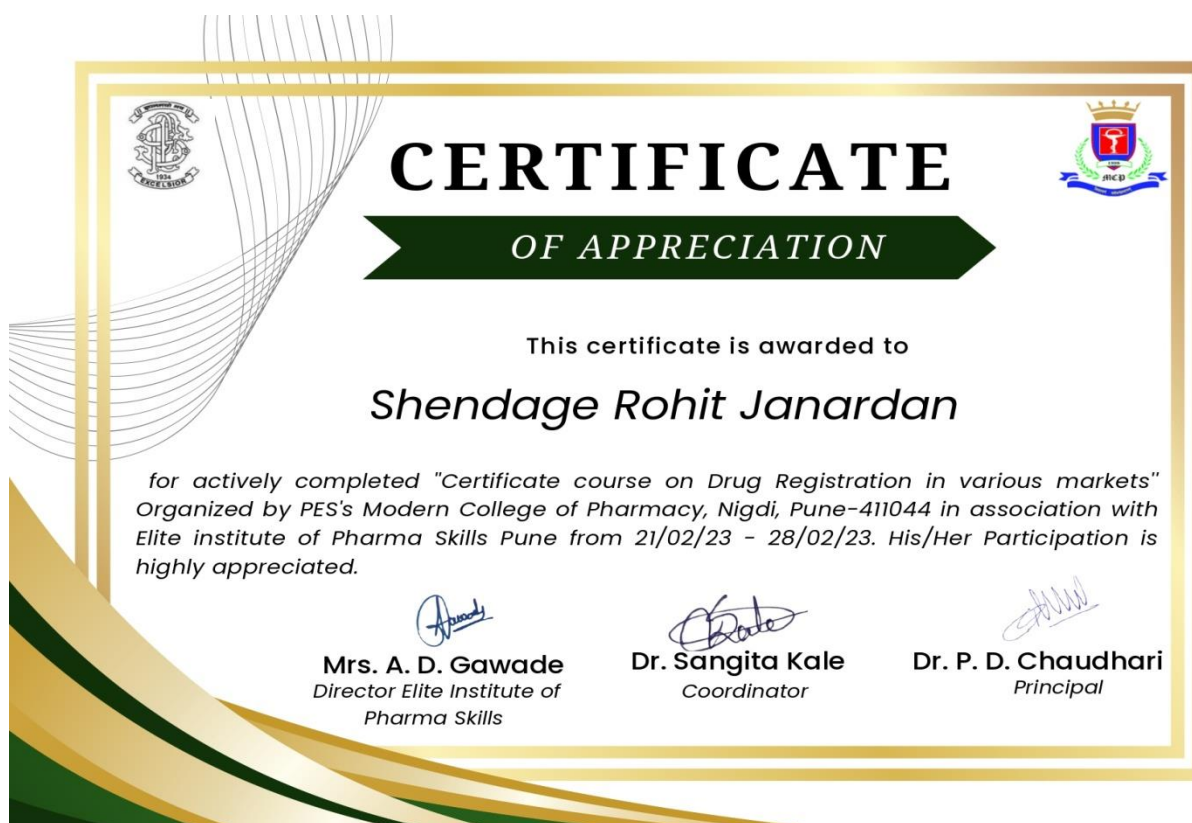 EXCELSIOR
1934
MCP
CERTIFICATE
OF APPRECIATION
This certificate is awarded to
Shendage Rohit Janardan
for actively completed "Certificate course on Drug Registration in various markets"
Organized by PES's Modern College of Pharmacy, Nigdi, Pune-411044 in association with
Elite institute of Pharma Skills Pune from 21/02/23 - 28/02/23. His/Her Participation is
highly appreciated.
Mrs. A. D. Gawade
Director Elite Institute of
Pharma Skills
Dr. Sangita Kale
Coordinator
Dr. P. D. Chaudhari
Principal